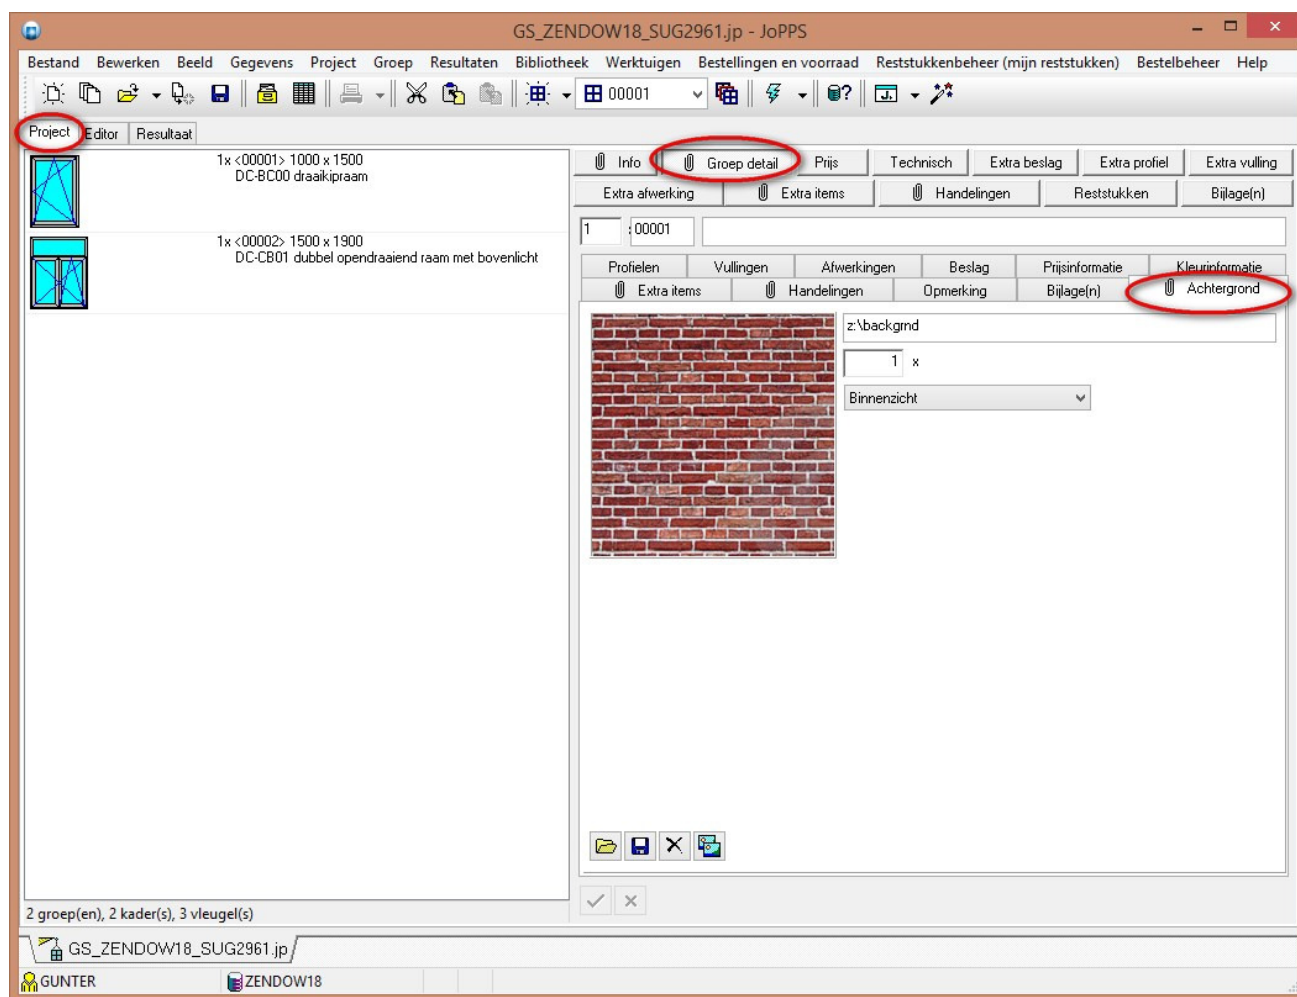 GS_ZENDOW18_SUG2961.jp - JoPPS
Bestand Bewerken Beeld Gegevens Project Groep Resultaten Bibliotheek Werktuigen Bestellingen en voorraad Reststukkenbeheer (mijn reststukken) Bestelbeheer Help
00001
Project Editor Resultaat
1x <00001> 1000 x 1500
DC-BC00 draaikipraam
1x <00002> 1500 x 1900
DC-CB01 dubbel opendraaiend raam met bovenlicht
Info Groep detail Prijs Technisch Extra beslag Extra profiel Extra vulling
Extra afwerking Extra items Handelingen Reststukken Bijlage(n)
1 :00001
Profielen Vullingen Afwerkingen Beslag Prijsinformatie Kleurinformatie
Extra items Handelingen Opmerking Bijlage(n) Achtergrond
z:\backgrnd
1 x
Binnenzicht
2 groep(en), 2 kader(s), 3 vleugel(s)
GS_ZENDOW18_SUG2961.jp
GUNTER ZENDOW18